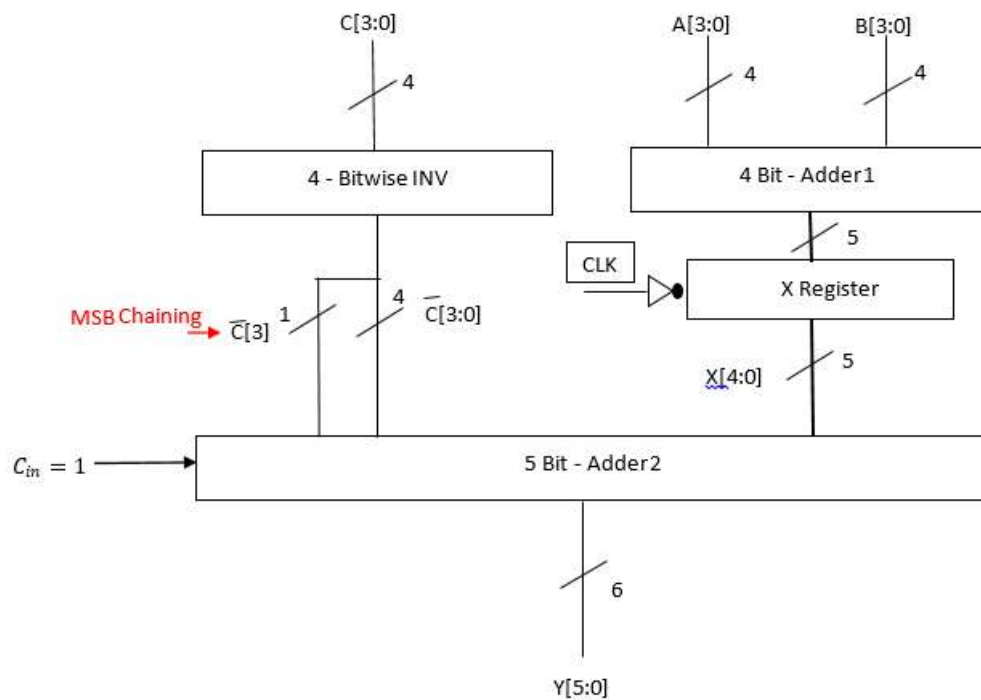 C[3:0]
A[3:0]
B[3:0]
4
4
4
4 - Bitwise INV
4 Bit - Adder1
5
CLK
X Register
MSB Chaining
C̅[3]
1
4
C̅[3:0]
X[4:0]
5
C_in = 1
5 Bit - Adder2
6
Y[5:0]